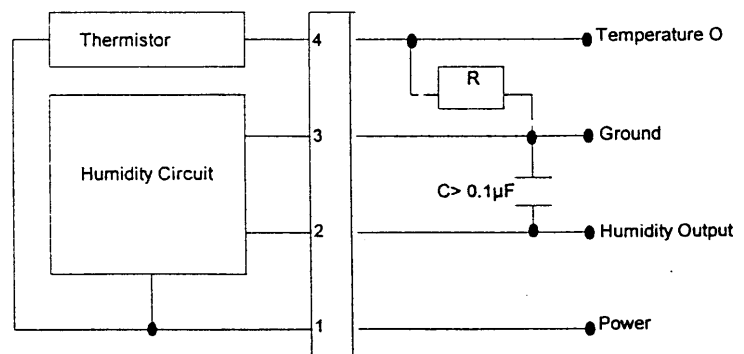 Thermistor
4
Temperature O
R
3
Ground
Humidity Circuit
C> 0.1µF
2
Humidity Output
1
Power